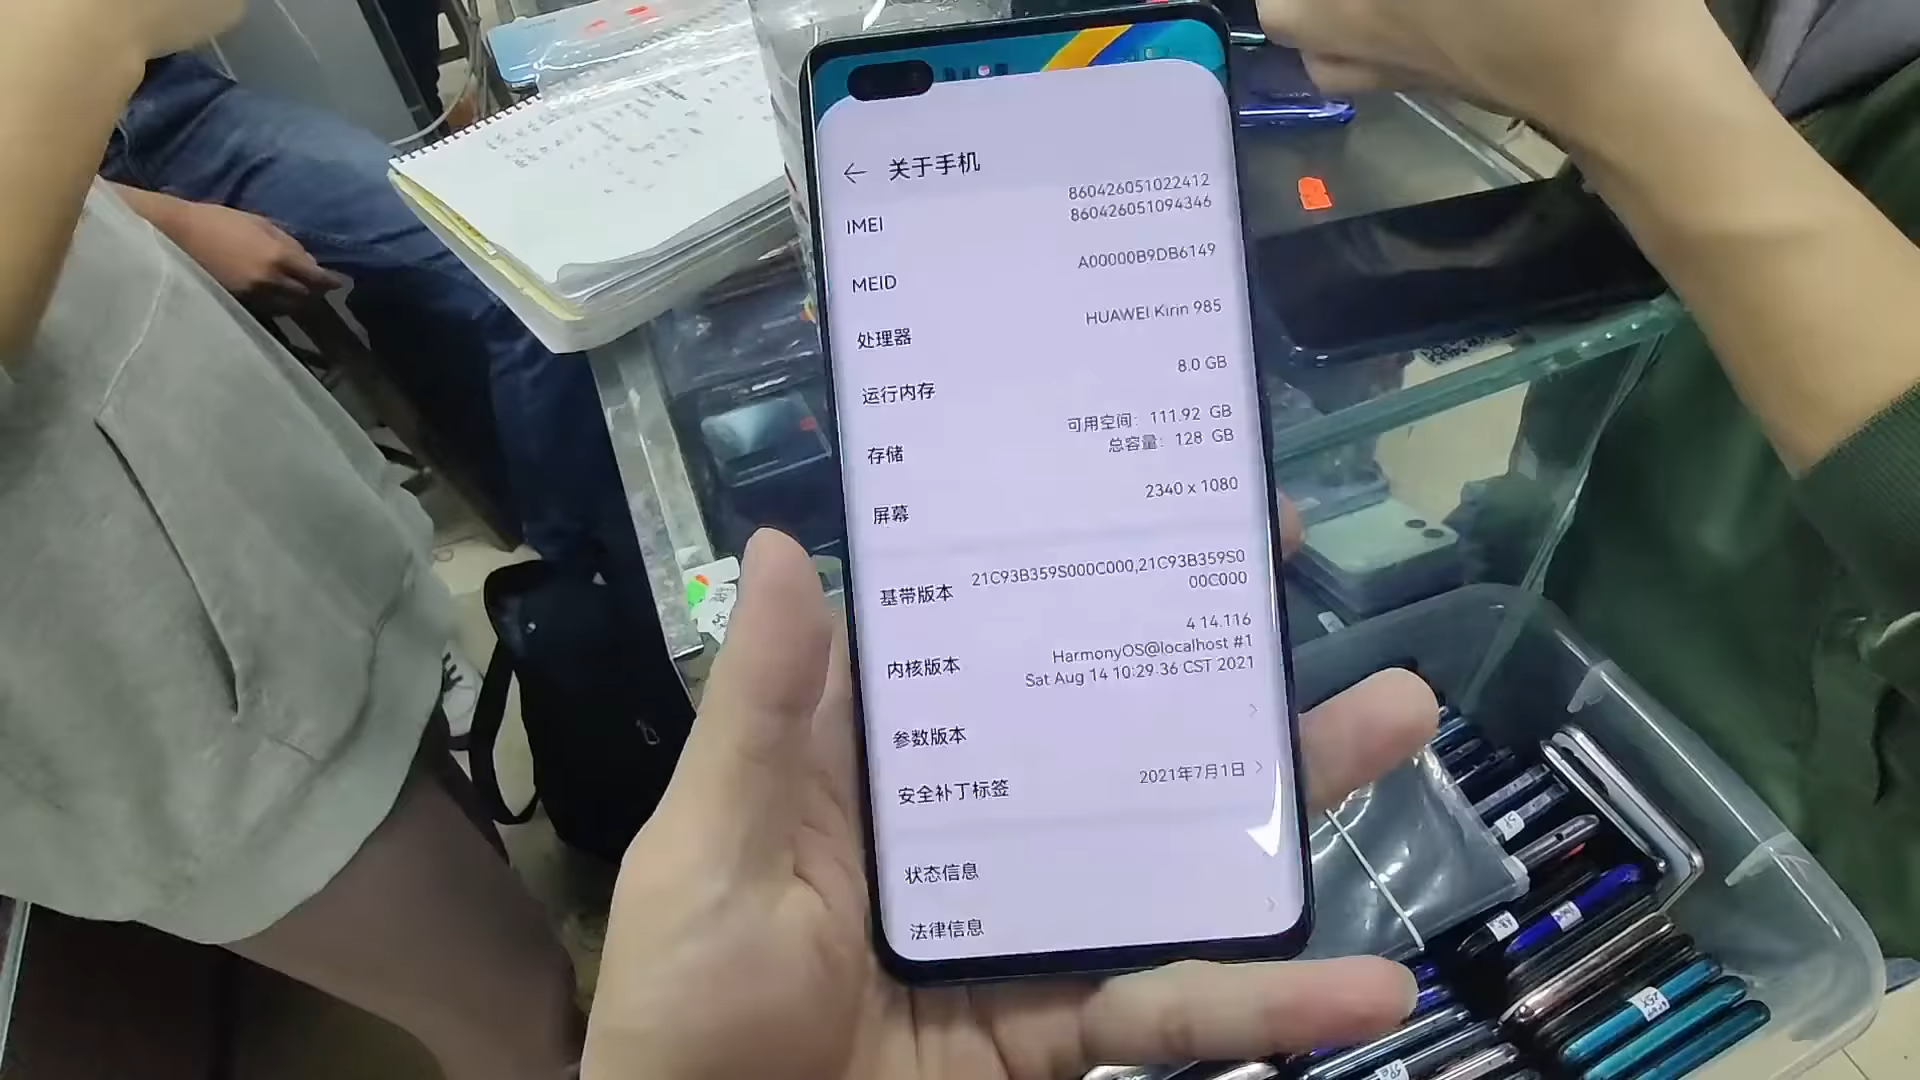 关于手机
IMEI
860426051022412
860426051094346
MEID
A00000B9DB6149
处理器
HUAWEI Kirin 985
运行内存
8.0 GB
存储
可用空间：111.92 GB
总容量：128 GB
屏幕
2340 x 1080
基带版本
21C93B359S000C000,21C93B359S0
00C000
内核版本
4.14.116
HarmonyOS@localhost #1
Sat Aug 14 10:29:36 CST 2021
参数版本
安全补丁标签
2021年7月1日
状态信息
法律信息